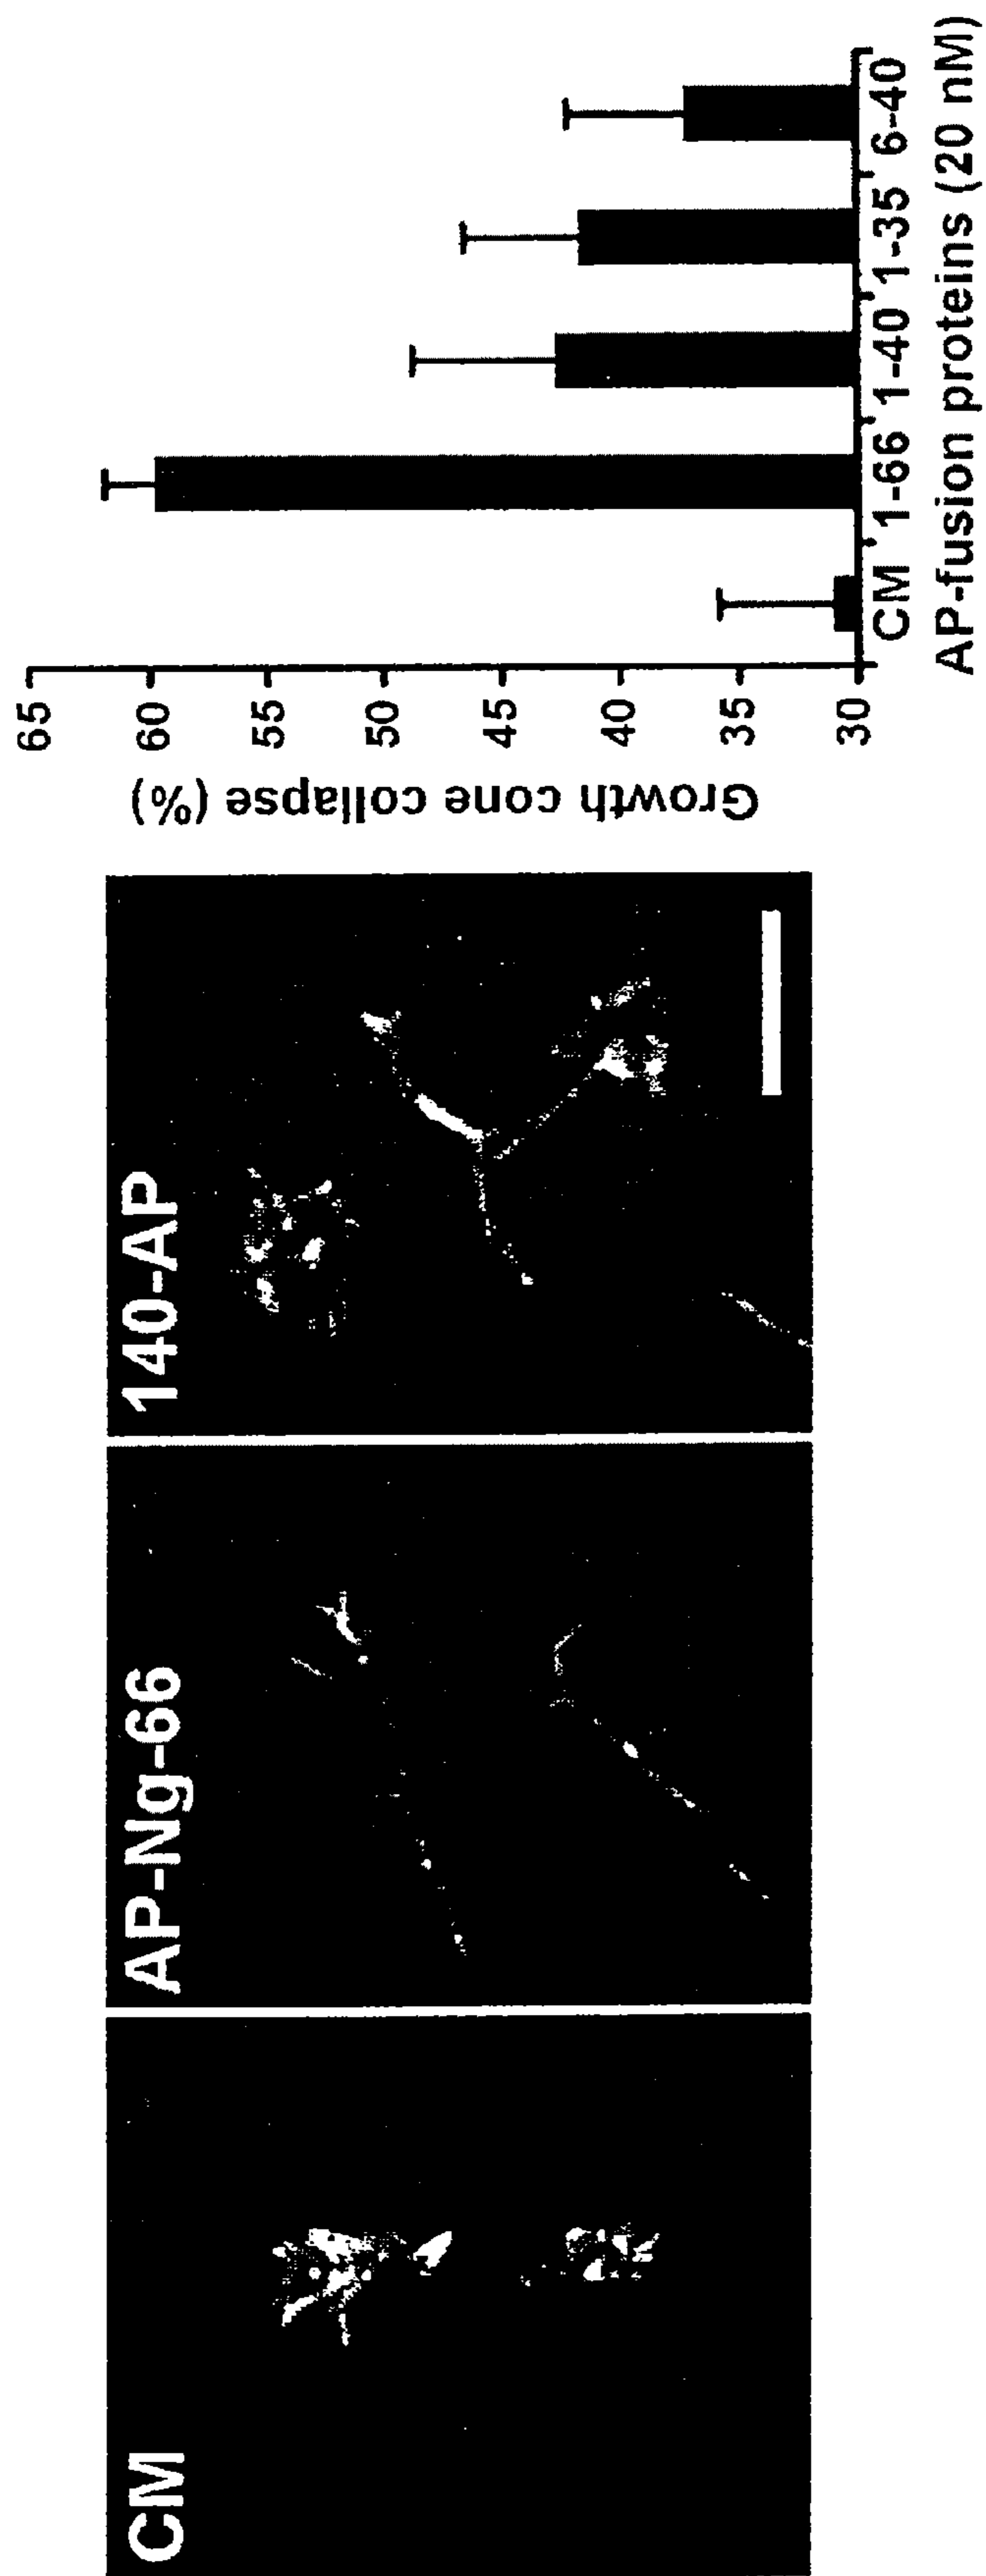 CM
AP-Ng-66
140-AP
Growth cone collapse (%)
65
60
55
50
45
40
35
30
CM 1-66 1-40 1-35 6-40
AP-fusion proteins (20 nM)